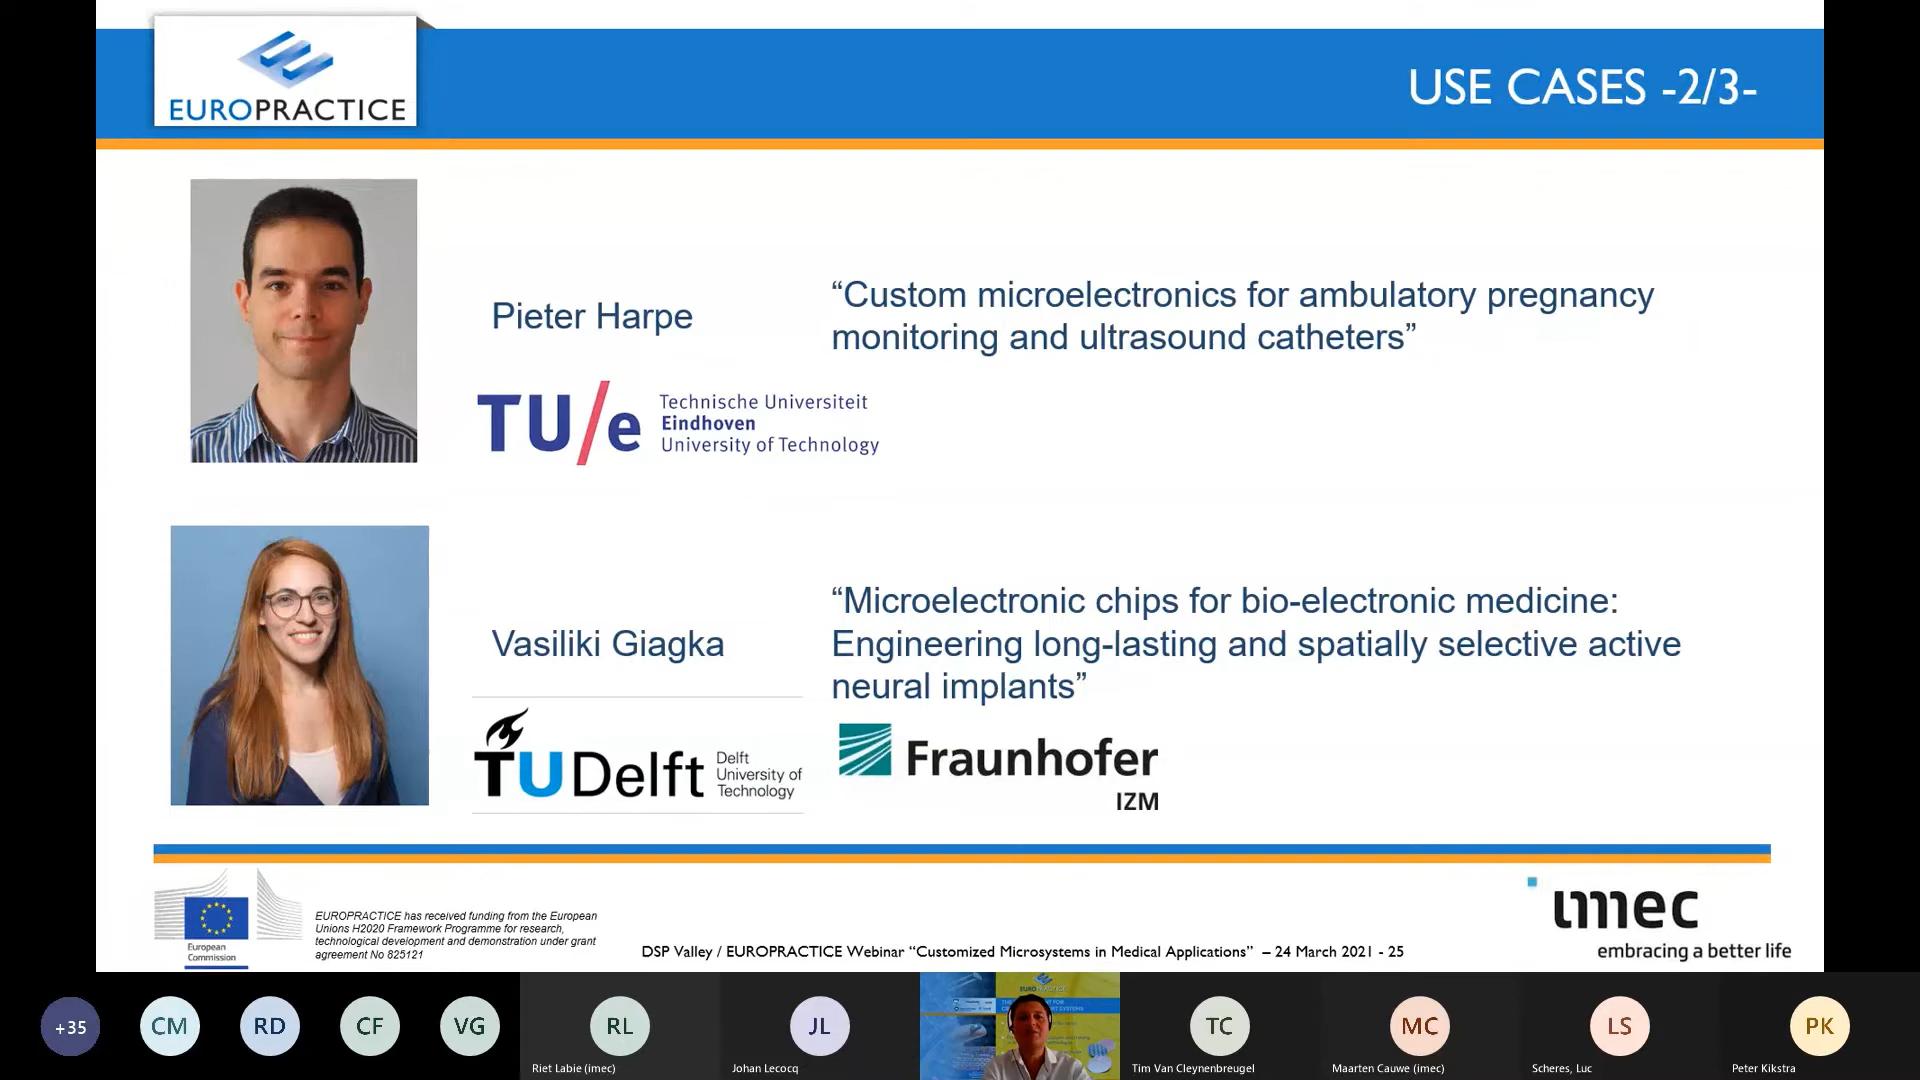 EUROPRACTICE
USE CASES -2/3-
Pieter Harpe
“Custom microelectronics for ambulatory pregnancy
monitoring and ultrasound catheters”
TU/e
Technische Universiteit
Eindhoven
University of Technology
Vasiliki Giagka
“Microelectronic chips for bio-electronic medicine:
Engineering long-lasting and spatially selective active
neural implants”
TUDelft
Delft
University of
Technology
Fraunhofer
IZM
European
Commission
EUROPRACTICE has received funding from the European
Unions H2020 Framework Programme for research,
technological development and demonstration under grant
agreement No 825121
DSP Valley / EUROPRACTICE Webinar “Customized Microsystems in Medical Applications” – 24 March 2021 - 25
imec
embracing a better life
+35
CM
RD
CF
VG
RL
Riet Labie (imec)
JL
Johan Lecocq
EUROPRACTICE
TC
Tim Van Cleynenbreugel
MC
Maarten Cauwe (imec)
LS
Scheres, Luc
PK
Peter Kikstra